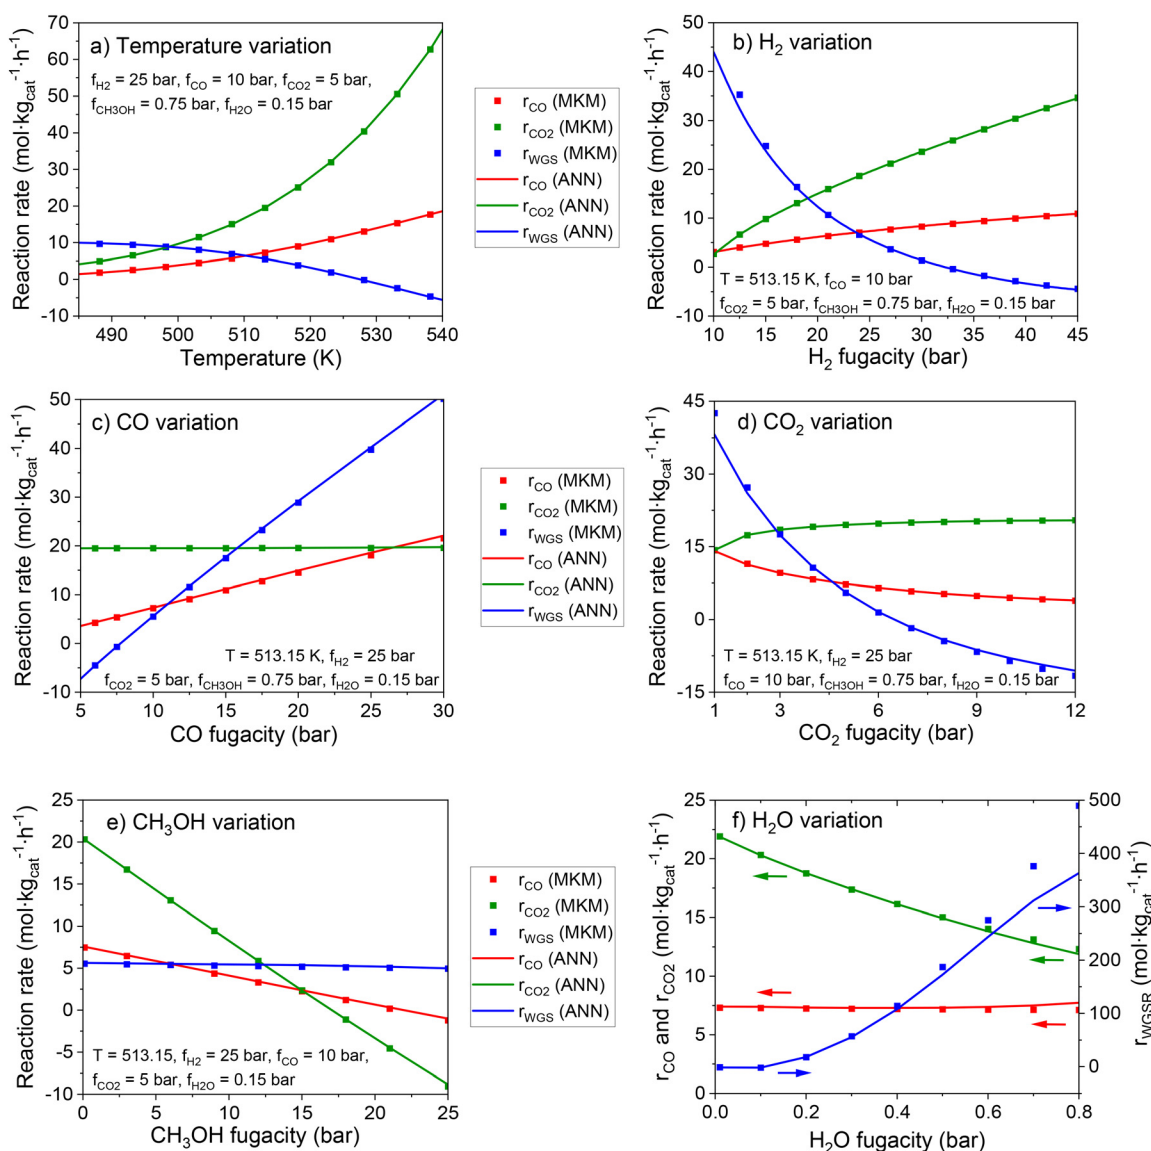 a) Temperature variation
f_H2 = 25 bar, f_CO = 10 bar, f_CO2 = 5 bar,
f_CH3OH = 0.75 bar, f_H2O = 0.15 bar
Reaction rate (mol·kg_cat^-1·h^-1)
70
60
50
40
30
20
10
0
-10
490 500 510 520 530 540
Temperature (K)
r_CO (MKM)
r_CO2 (MKM)
r_WGS (MKM)
r_CO (ANN)
r_CO2 (ANN)
r_WGS (ANN)
b) H2 variation
Reaction rate (mol·kg_cat^-1·h^-1)
50
40
30
20
10
0
-10
T = 513.15 K, f_CO = 10 bar
f_CO2 = 5 bar, f_CH3OH = 0.75 bar, f_H2O = 0.15 bar
10 15 20 25 30 35 40 45
H2 fugacity (bar)
c) CO variation
Reaction rate (mol·kg_cat^-1·h^-1)
50
40
30
20
10
0
-10
T = 513.15 K, f_H2 = 25 bar
f_CO2 = 5 bar, f_CH3OH = 0.75 bar, f_H2O = 0.15 bar
5 10 15 20 25 30
CO fugacity (bar)
r_CO (MKM)
r_CO2 (MKM)
r_WGS (MKM)
r_CO (ANN)
r_CO2 (ANN)
r_WGS (ANN)
d) CO2 variation
Reaction rate (mol·kg_cat^-1·h^-1)
45
30
15
0
-15
T = 513.15 K, f_H2 = 25 bar
f_CO = 10 bar, f_CH3OH = 0.75 bar, f_H2O = 0.15 bar
1 3 6 9 12
CO2 fugacity (bar)
e) CH3OH variation
Reaction rate (mol·kg_cat^-1·h^-1)
25
20
15
10
5
0
-5
-10
T = 513.15, f_H2 = 25 bar, f_CO = 10 bar,
f_CO2 = 5 bar, f_H2O = 0.15 bar
0 5 10 15 20 25
CH3OH fugacity (bar)
r_CO (MKM)
r_CO2 (MKM)
r_WGS (MKM)
r_CO (ANN)
r_CO2 (ANN)
r_WGS (ANN)
f) H2O variation
r_CO and r_CO2 (mol·kg_cat^-1·h^-1)
25
20
15
10
5
0
500
400
300
200
100
0
r_WGSR (mol·kg_cat^-1·h^-1)
0.0 0.2 0.4 0.6 0.8
H2O fugacity (bar)